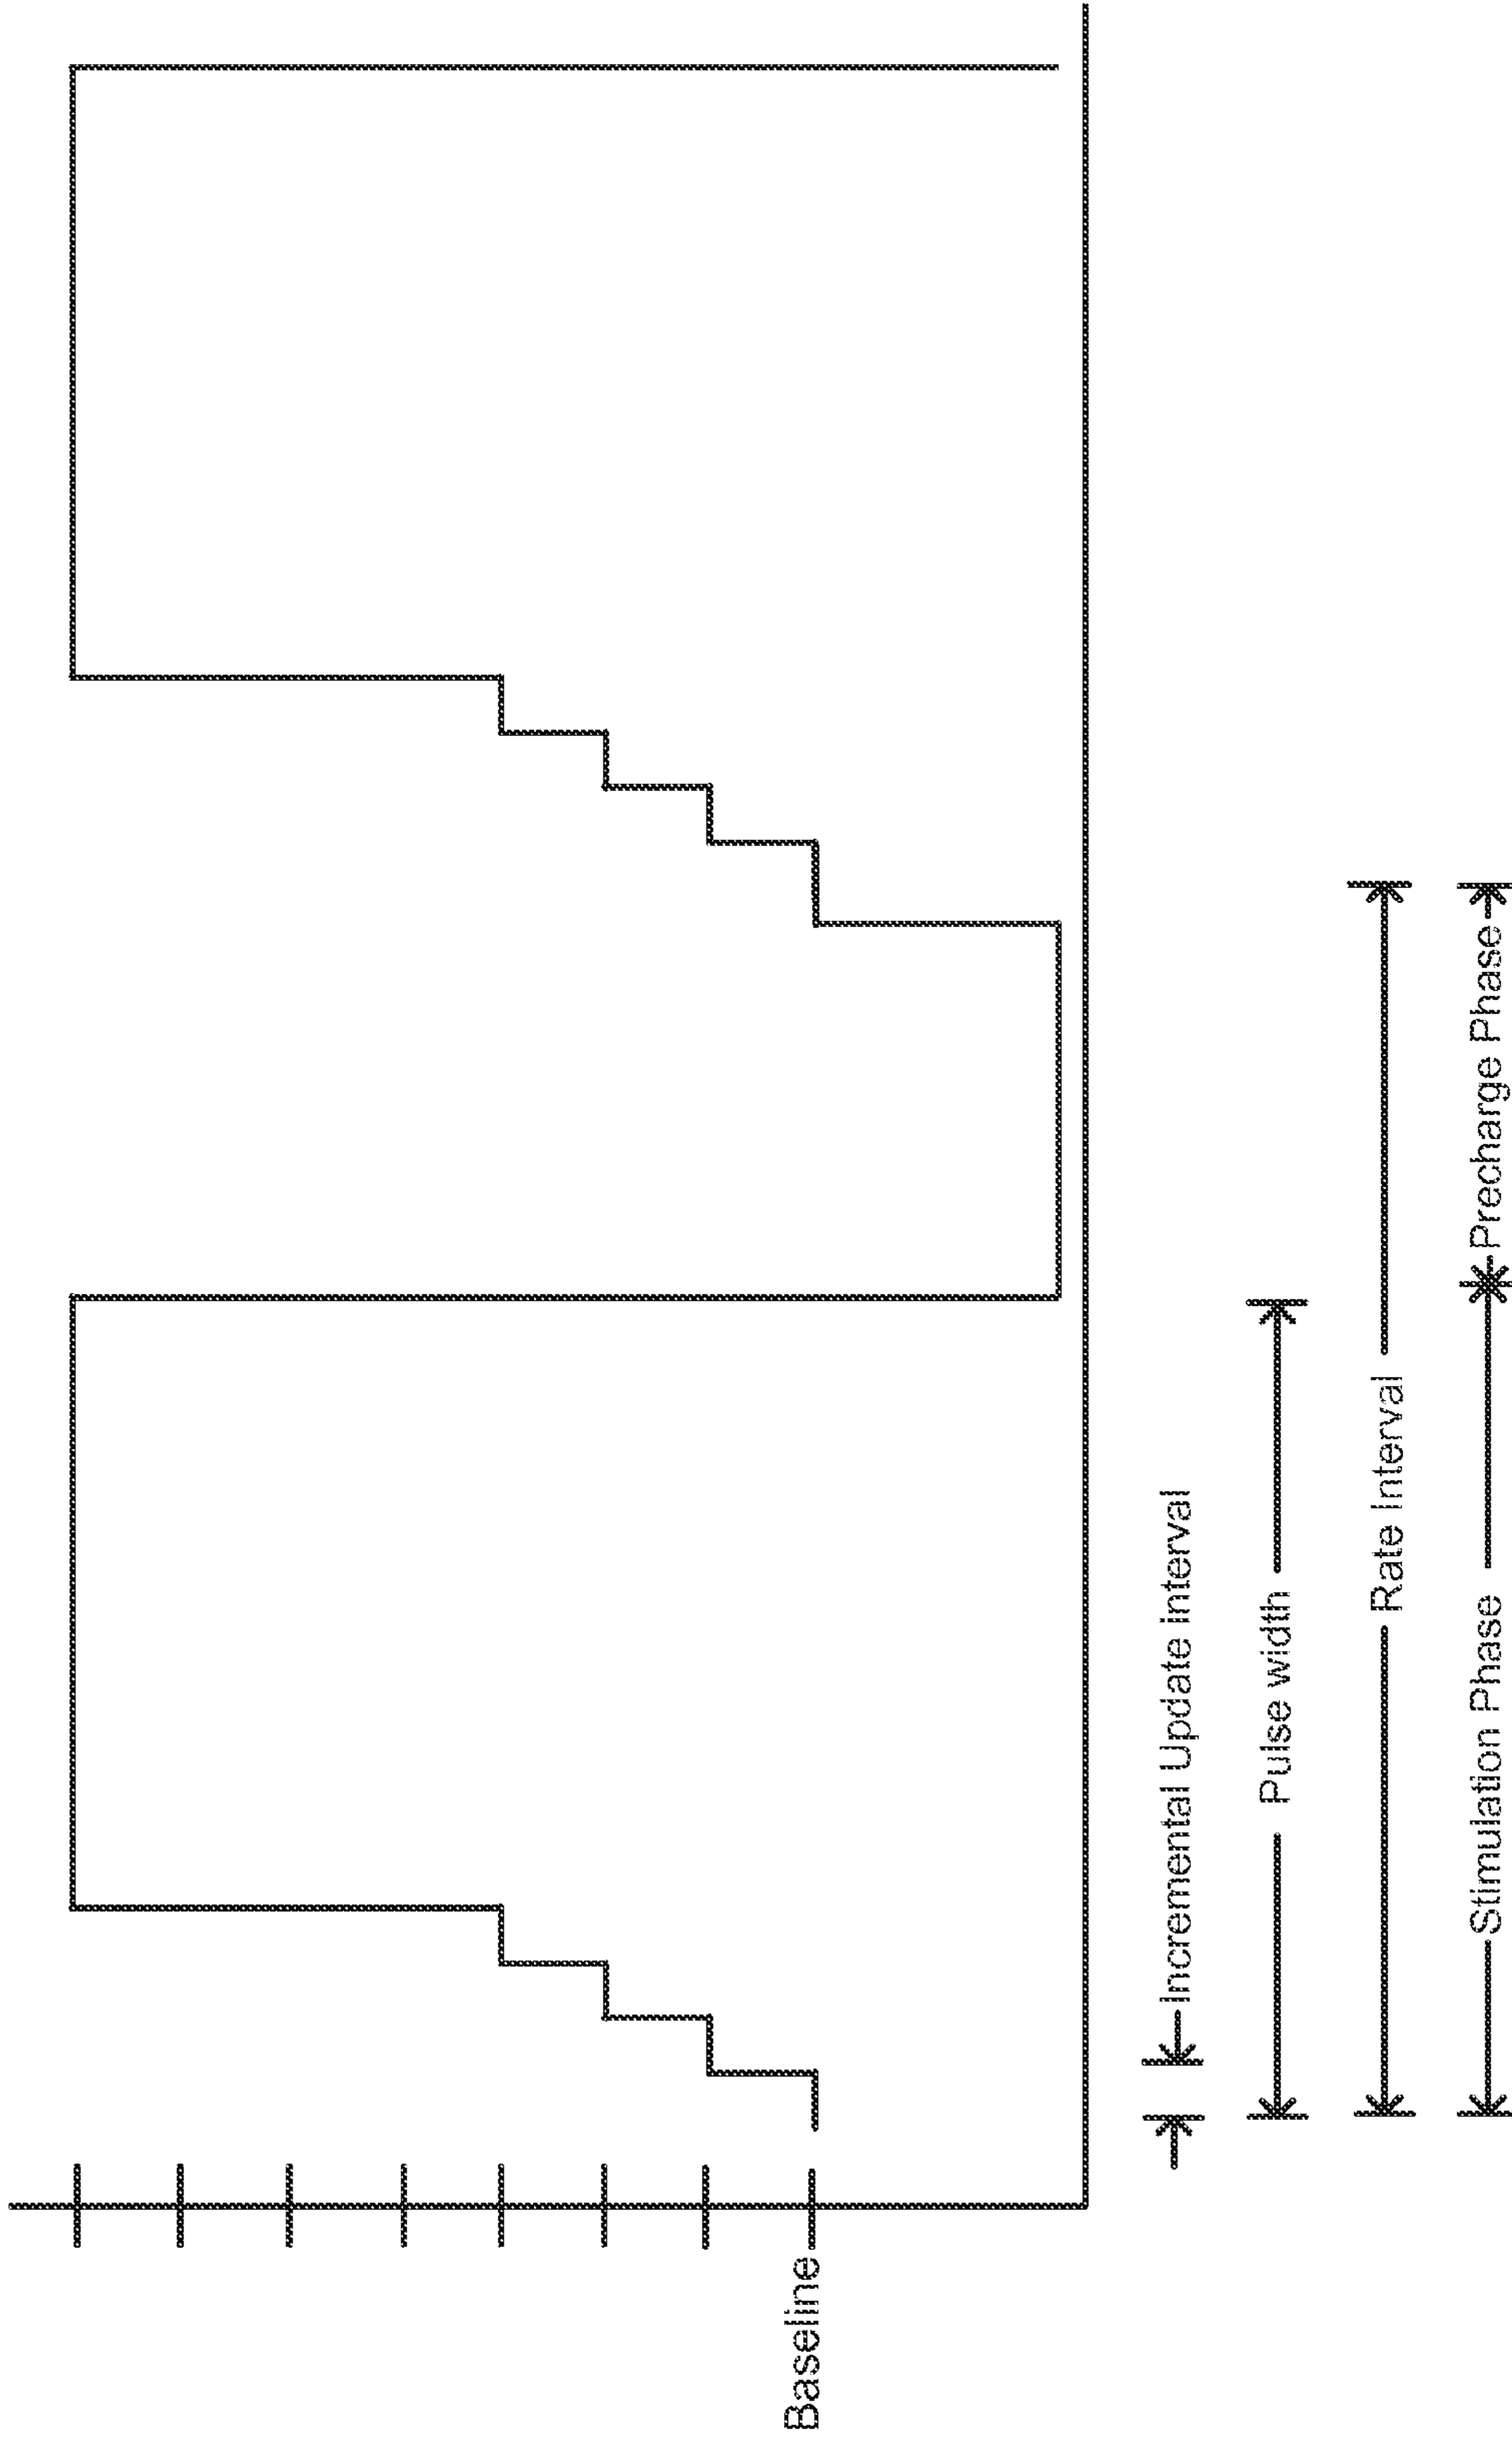 Baseline
Incremental Update Interval
Pulse width
Rate Interval
Stimulation Phase
Precharge Phase